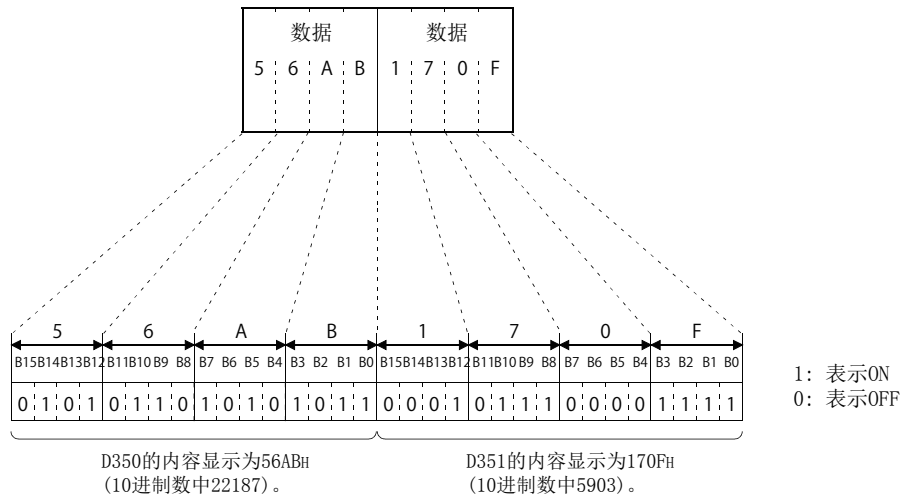 数据 数据
5 6 A B 1 7 0 F
5 6 A B 1 7 0 F
B15 B14 B13 B12 B11 B10 B9 B8 B7 B6 B5 B4 B3 B2 B1 B0 B15 B14 B13 B12 B11 B10 B9 B8 B7 B6 B5 B4 B3 B2 B1 B0
0 1 0 1 0 1 1 0 1 0 1 0 1 0 1 1 0 0 0 1 0 1 1 1 0 0 0 0 1 1 1 1
1: 表示ON
0: 表示OFF
D350的内容显示为56ABH
(10进制数中22187)。
D351的内容显示为170FH
(10进制数中5903)。